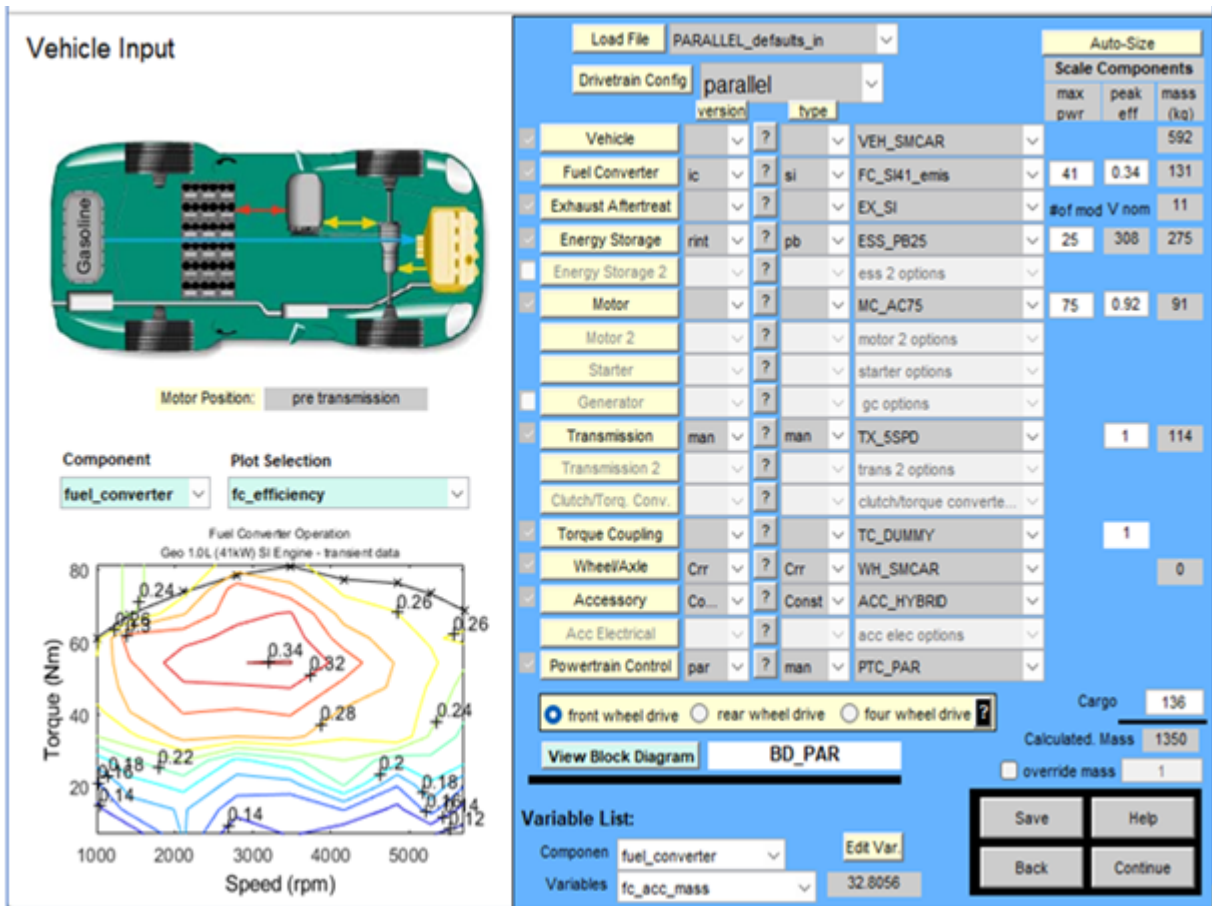 Vehicle Input
Gasoline
Motor Position: pre transmission
Component Plot Selection
fuel_converter fc_efficiency
Fuel Converter Operation
Geo 1.0L (41kW) SI Engine - transient data
Torque (Nm)
80
60
40
20
0.24
0.26
0.26
0.34
0.32
0.28
0.24
0.18
0.22
0.2
0.16
0.18
0.14
0.14
0.12
1000 2000 3000 4000 5000
Speed (rpm)
Load File PARALLEL_defaults_in
Auto-Size
Drivetrain Config parallel
Scale Components
version type
max pwr peak eff mass (kg)
Vehicle ? VEH_SMCAR 592
Fuel Converter ic ? si FC_SI41_emis 41 0.34 131
Exhaust Aftertreat ? EX_SI #of mod V nom 11
Energy Storage rint ? pb ESS_PB25 25 308 275
Energy Storage 2 ? ess 2 options
Motor ? MC_AC75 75 0.92 91
Motor 2 ? motor 2 options
Starter ? starter options
Generator ? gc options
Transmission man ? man TX_5SPD 1 114
Transmission 2 ? trans 2 options
Clutch/Torq. Conv. ? clutch/torque converte...
Torque Coupling ? TC_DUMMY 1
Wheel/Axle Crr ? Crr WH_SMCAR 0
Accessory Co... ? Const ACC_HYBRID
Acc Electrical ? acc elec options
Powertrain Control par ? man PTC_PAR
front wheel drive rear wheel drive four wheel drive ?
Cargo 136
Calculated. Mass 1350
View Block Diagram BD_PAR
override mass 1
Variable List:
Componen fuel_converter Edit Var.
Variables fc_acc_mass 32.8056
Save Help
Back Continue